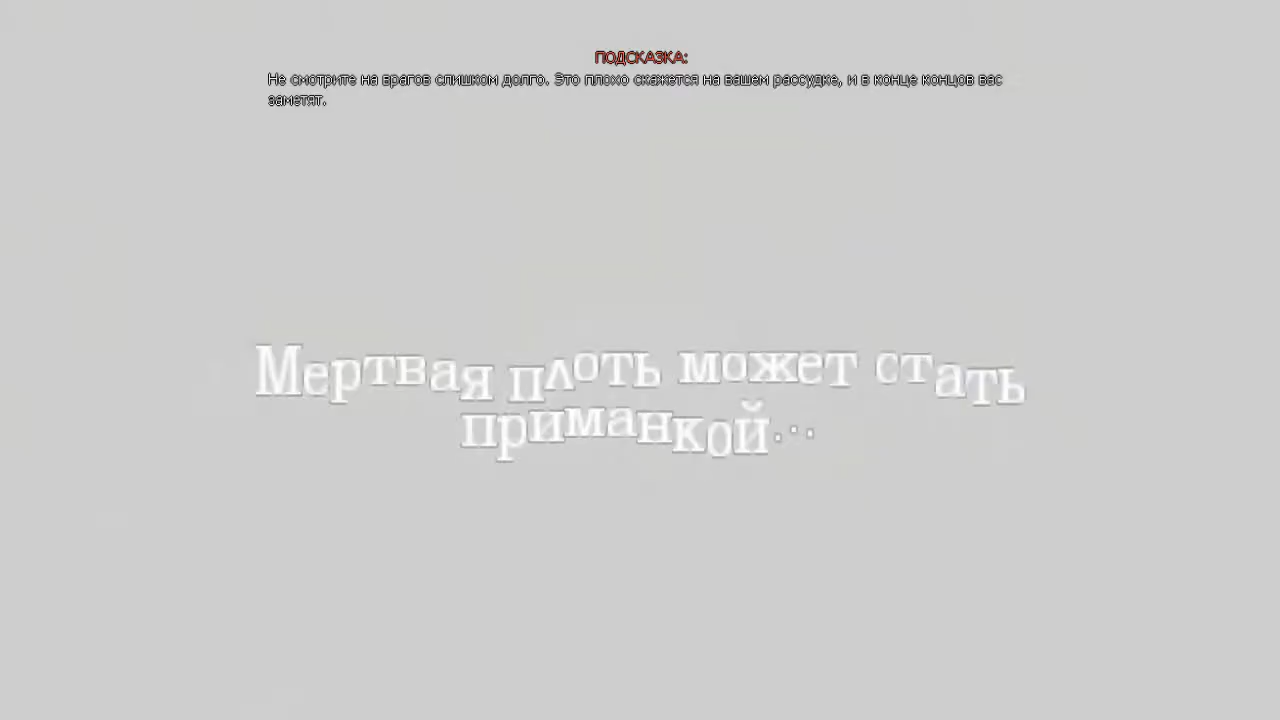 ПОДСКАЗКА:
Не смотрите на врагов слишком долго. Это плохо скажется на вашем рассудке, и в конце концов вас
заметят.
Мертвая плоть может стать
приманкой...